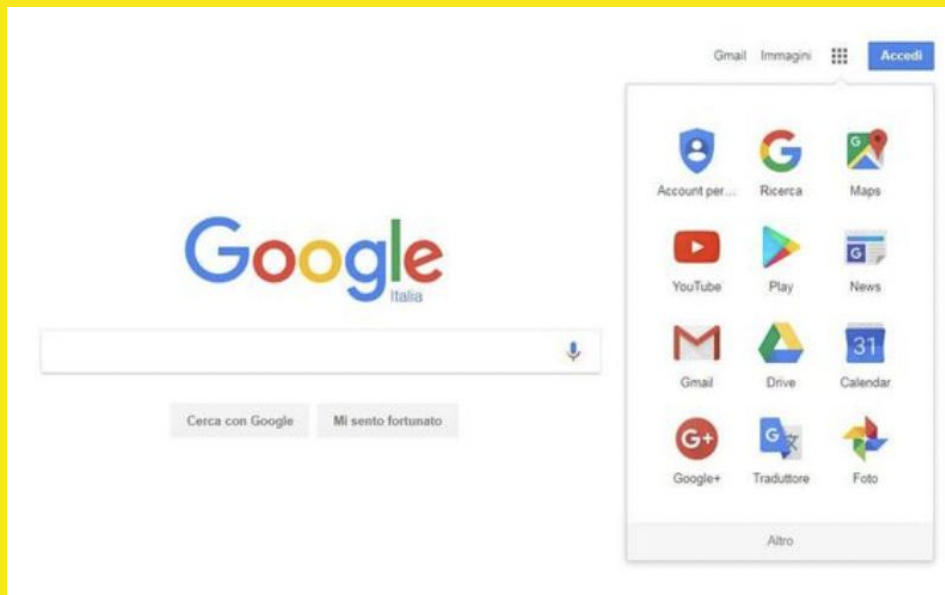 Gmail Immagini Accedi
Account per... Ricerca Maps
Google
Italia
YouTube Play News
31
Gmail Drive Calendar
Cerca con Google Mi sento fortunato
G+
Google+ Traduttore Foto
Altro